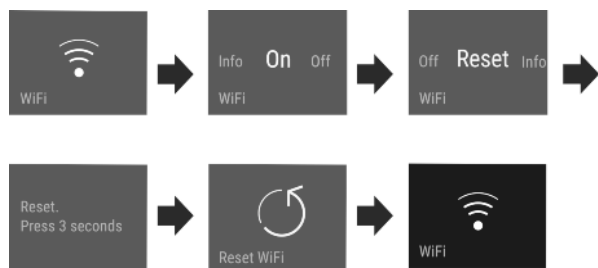 WiFi
Info On Off
WiFi
Off Reset Info
WiFi
Reset.
Press 3 seconds
Reset WiFi
WiFi